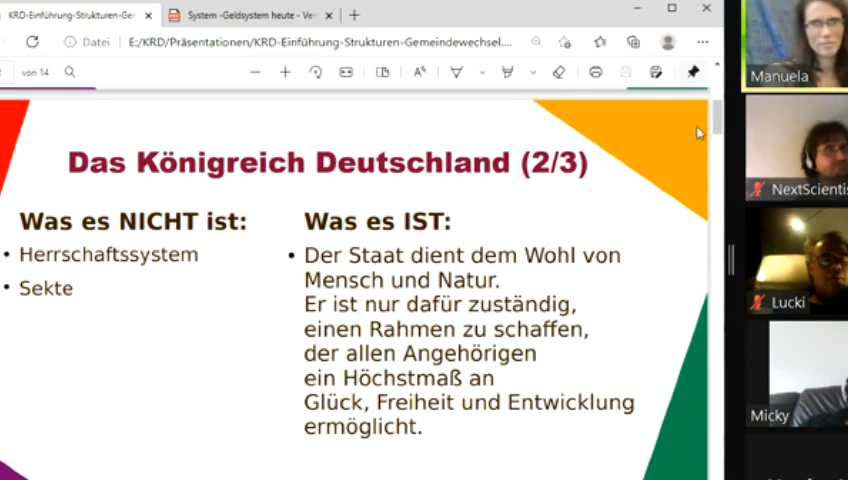 KRD-Einführung-Strukturen-Ge
System -Geldsystem heute - Ve
Datei
E:/KRD/Präsentationen/KRD-Einführung-Strukturen-Gemeindewechsel....
von 14
Das Königreich Deutschland (2/3)
Was es NICHT ist:
• Herrschaftssystem
• Sekte
Was es IST:
• Der Staat dient dem Wohl von
Mensch und Natur.
Er ist nur dafür zuständig,
einen Rahmen zu schaffen,
der allen Angehörigen
ein Höchstmaß an
Glück, Freiheit und Entwicklung
ermöglicht.
Manuela
NextScientis
Lucki
Micky